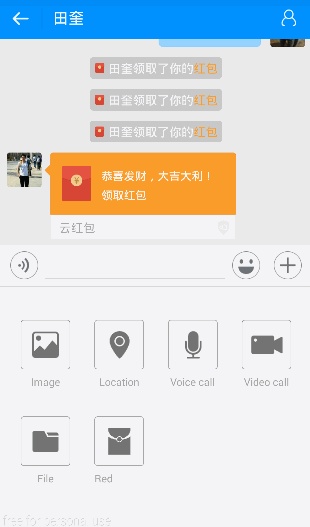 田奎
田奎领取了你的红包
田奎领取了你的红包
田奎领取了你的红包
恭喜发财，大吉大利！
领取红包
云红包
Image Location Voice call Video call
File Red
free for personal use